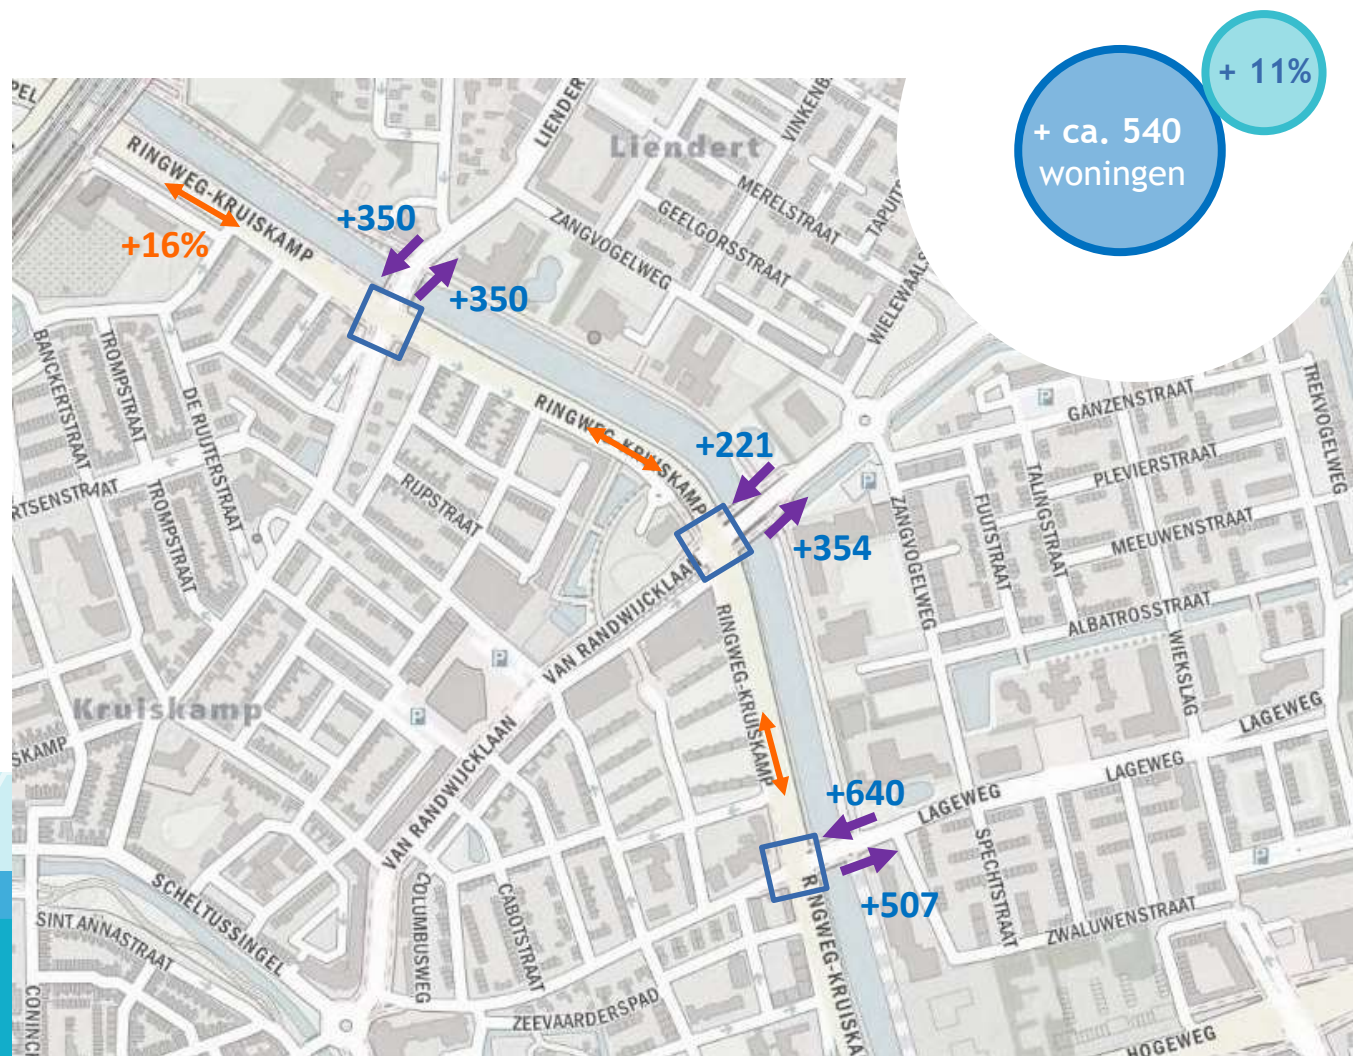 + 11%
+ ca. 540
woningen
LIENDER
VINKENB
Liendert
RINGWEG-KRUISKAMP
MERELSTRAAT
TAPUIT
GEELGORSSTRAAT
ZANGVOGELWEG
+350
+16%
+350
WIELEWAALS
BANCKERTSTRAAT
TROMPSTRAAT
DE RUIJTERSTRAAT
TREKVOGELWEG
GANZENSTRAAT
RINGWEG-KRUISKAMP
+221
PLEVIERSTRAAT
TALINGSTRAAT
RTSENSTRAAT
TROMPSTRAAT
RIJPSTRAAT
ZANGVOGELWEG
FUUTSTRAAT
MEEUWENSTRAAT
+354
VAN RANDWIJCKLAAN
ALBATROSSTRAAT
RINGWEG-KRUISKAMP
WIEKSLAG
Kruiskamp
SKAMP
VAN RANDWIJCKLAAN
LAGEWEG
LAGEWEG
+640
LAGEWEG
SPECHTSTRAAT
SCHELTUSSINGEL
COLUMBUSWEG
CABOTSTRAAT
+507
ZWALUWENSTRAAT
SINT ANNASTRAAT
RINGWEG-KRUISKA
ZEEVAARDERSPAD
CONINCK
HOGEWEG